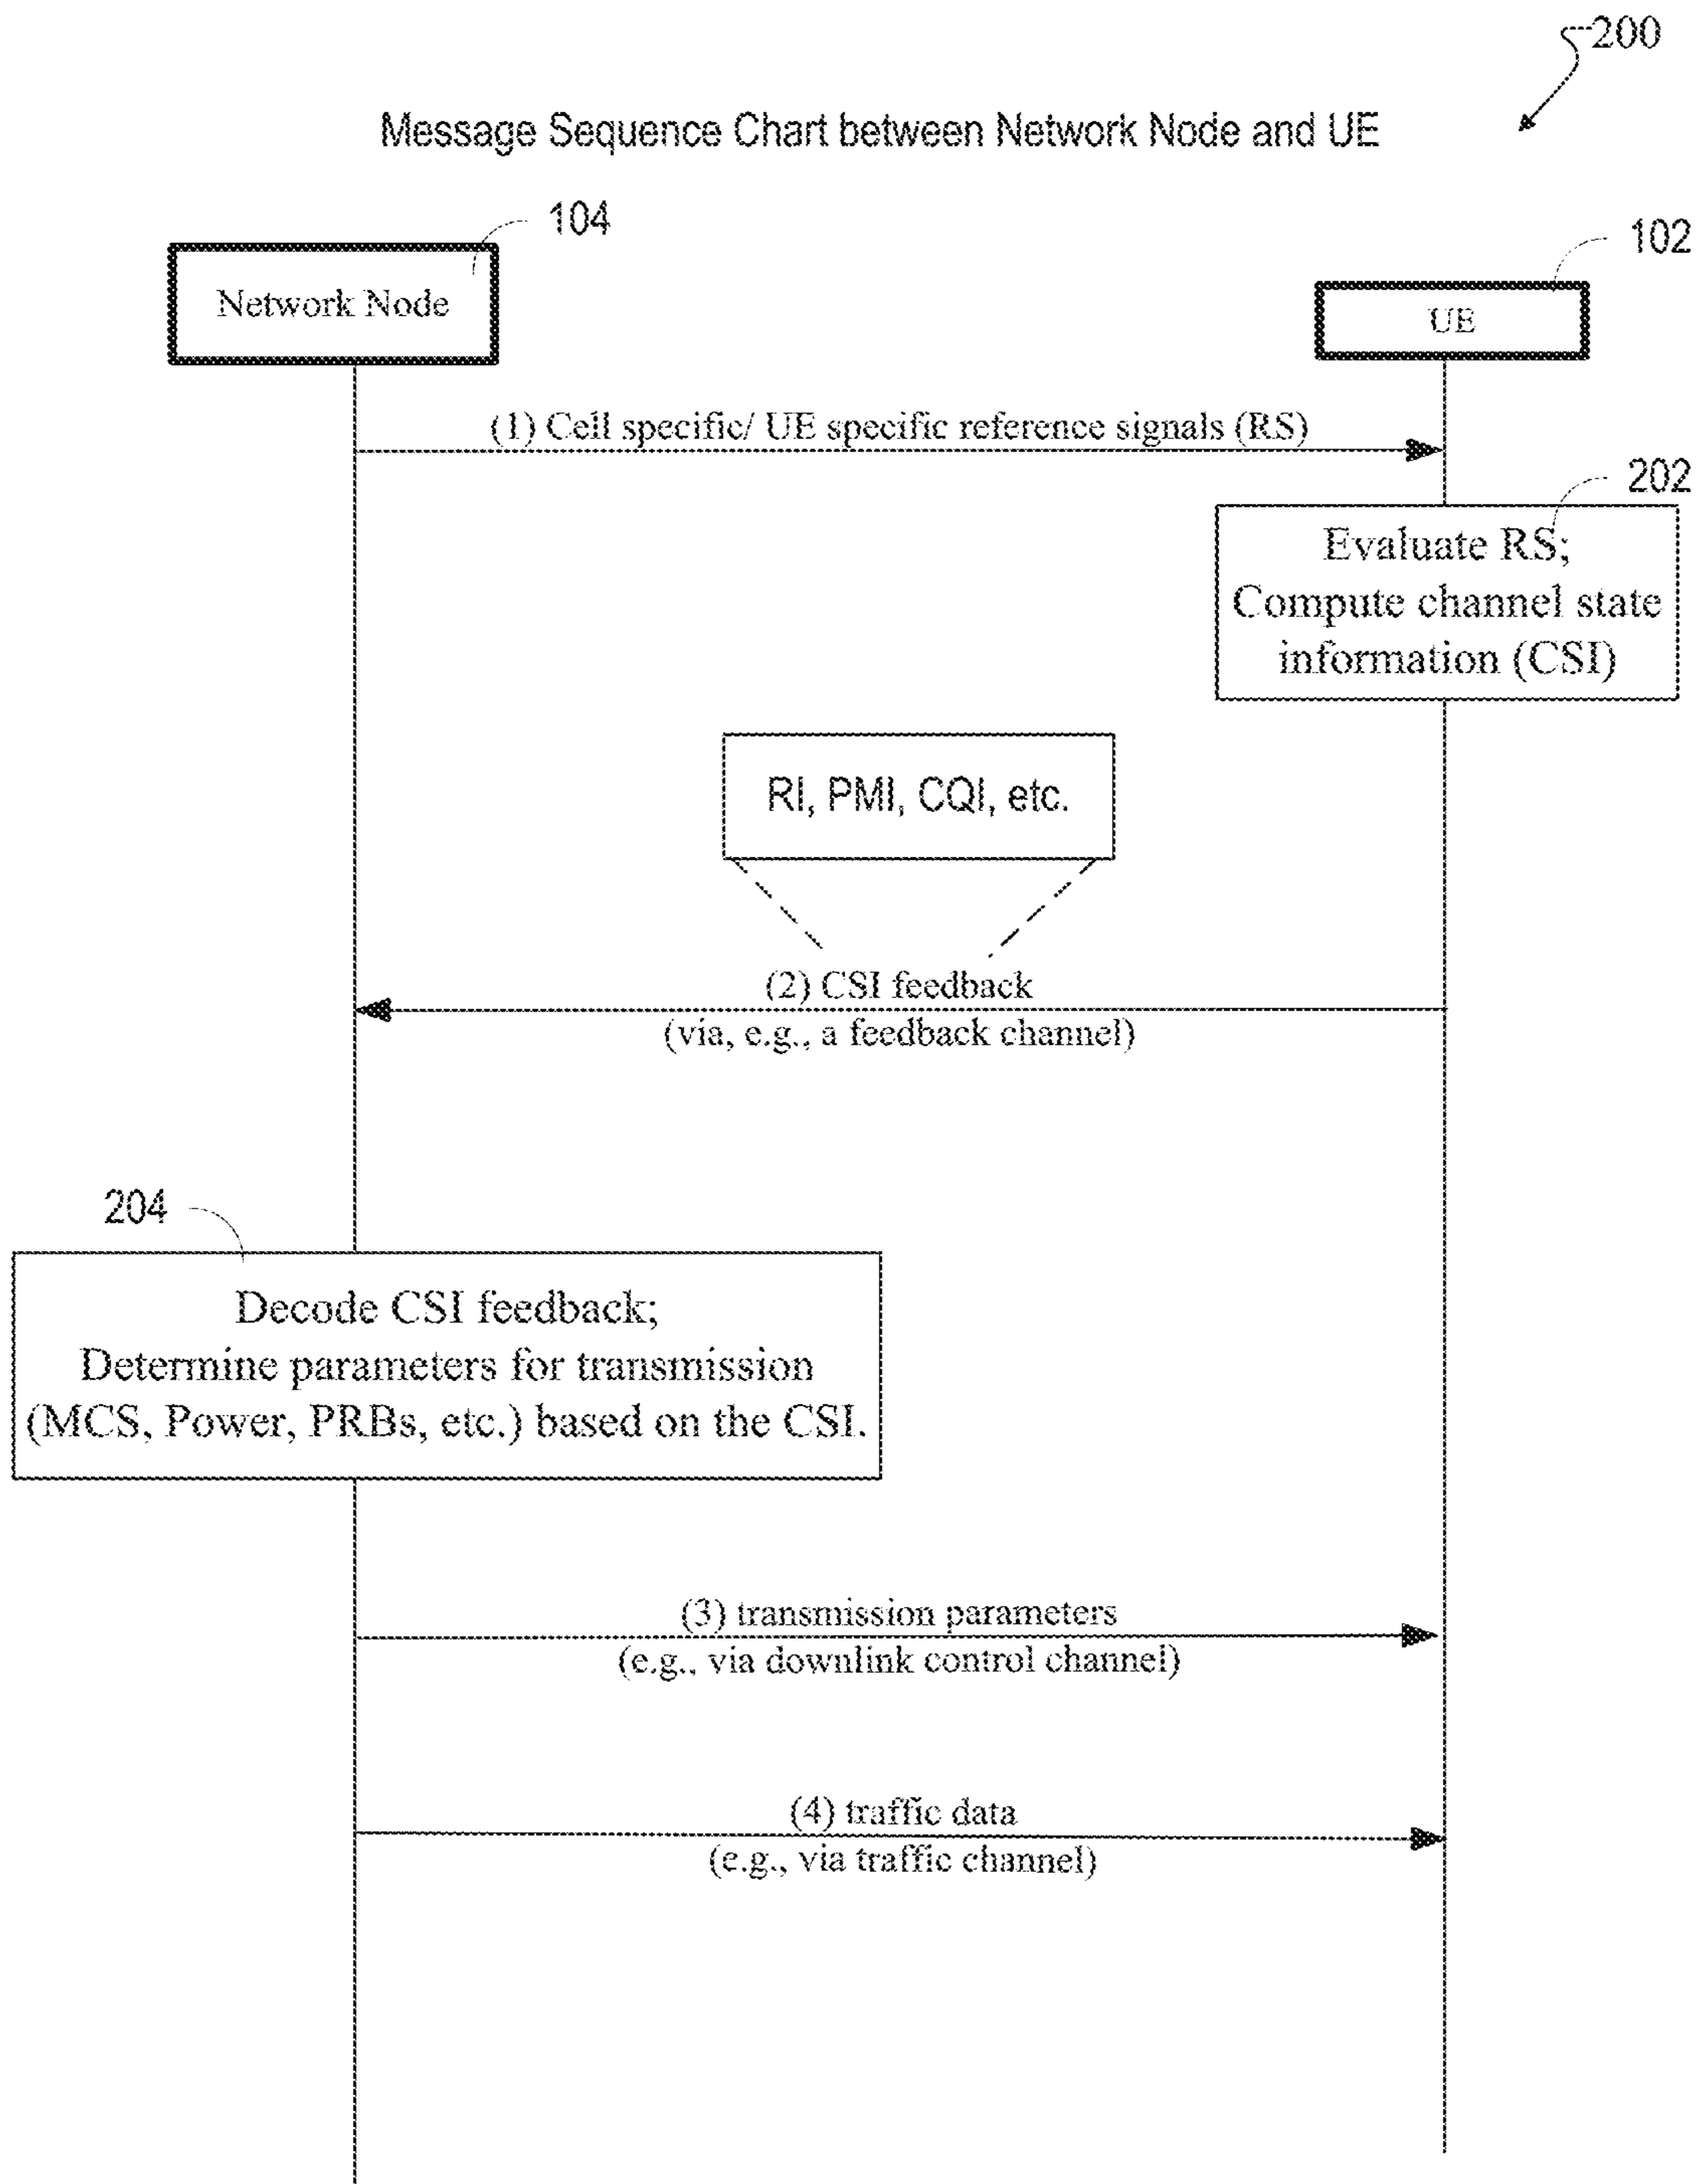 200
Message Sequence Chart between Network Node and UE
104
Network Node
102
UE
(1) Cell specific/ UE specific reference signals (RS)
202
Evaluate RS;
Compute channel state
information (CSI)
RI, PMI, CQI, etc.
(2) CSI feedback
(via, e.g., a feedback channel)
204
Decode CSI feedback;
Determine parameters for transmission
(MCS, Power, PRBs, etc.) based on the CSI.
(3) transmission parameters
(e.g., via downlink control channel)
(4) traffic data
(e.g., via traffic channel)